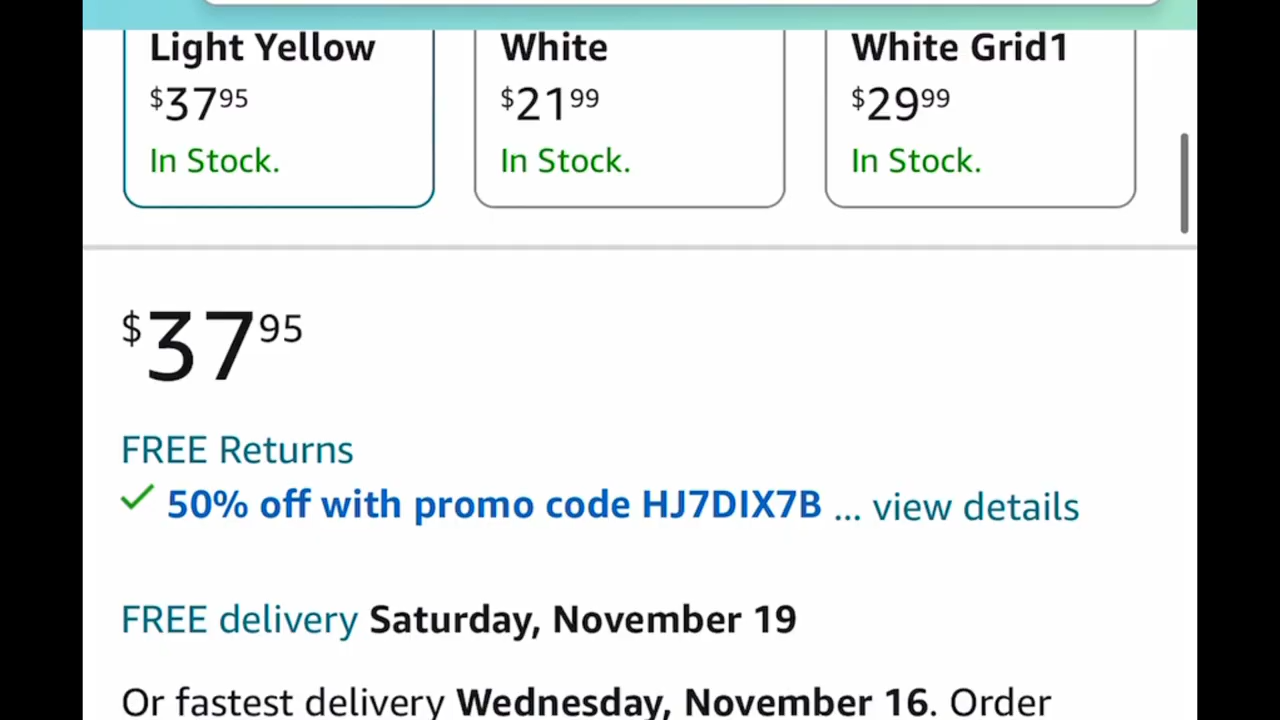 Light Yellow White White Grid1
$37.95 $21.99 $29.99
In Stock. In Stock. In Stock.
$37.95
FREE Returns
50% off with promo code HJ7DIX7B ... view details
FREE delivery Saturday, November 19
Or fastest delivery Wednesday, November 16. Order